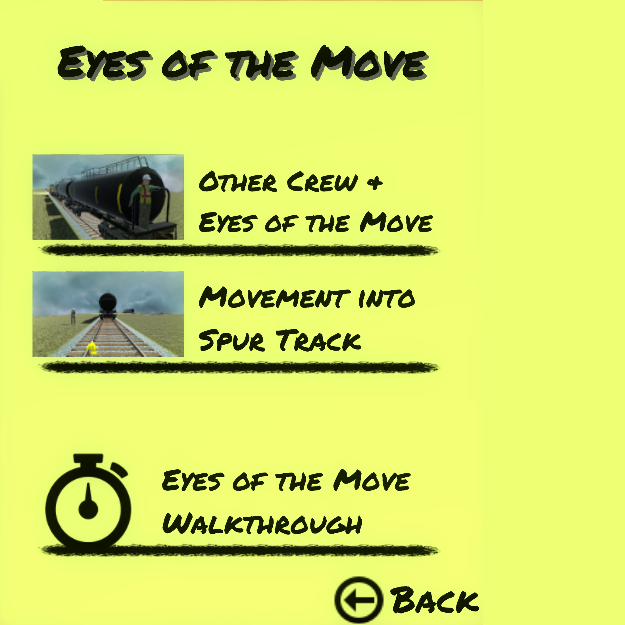 Eyes of the Move
Other Crew &
Eyes of the Move
Movement into
Spur Track
Eyes of the Move
Walkthrough
Back